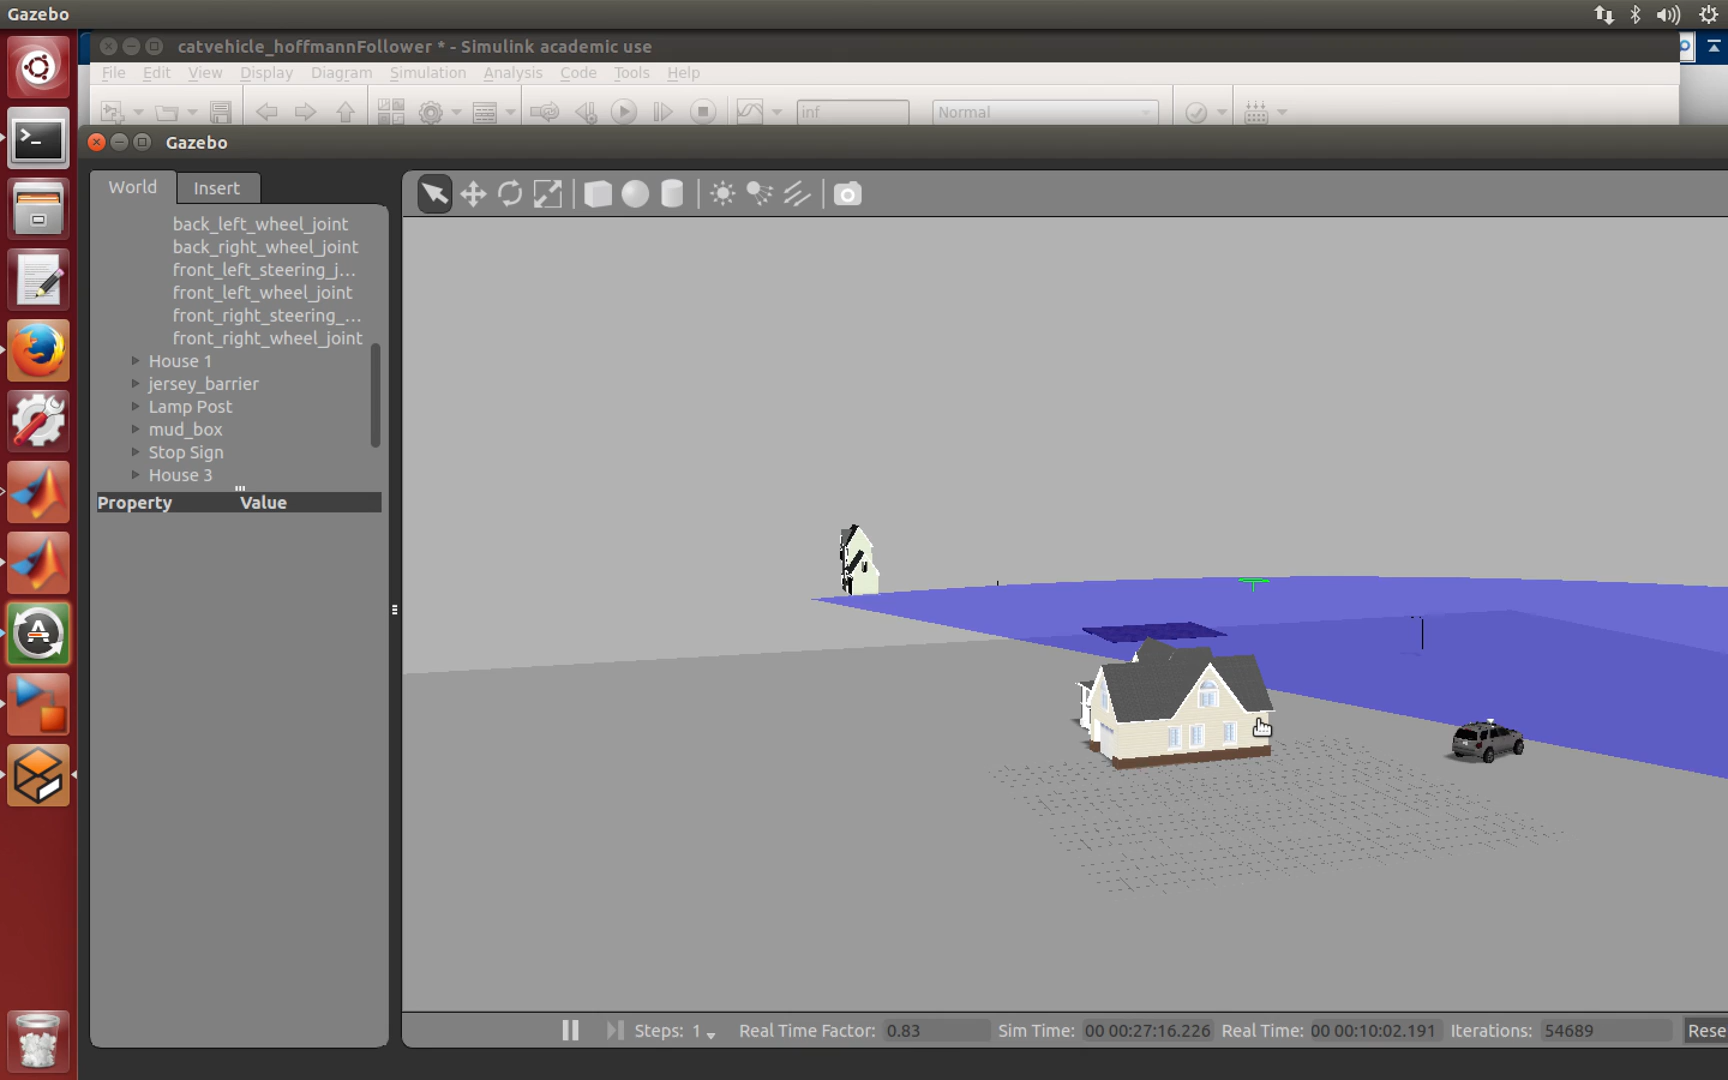 Gazebo
catvehicle_hoffmannFollower * - Simulink academic use
File Edit View Display Diagram Simulation Analysis Code Tools Help
inf Normal
Gazebo
World Insert
back_left_wheel_joint
back_right_wheel_joint
front_left_steering_j...
front_left_wheel_joint
front_right_steering_...
front_right_wheel_joint
House 1
jersey_barrier
Lamp Post
mud_box
Stop Sign
House 3
Property Value
Steps: 1 Real Time Factor: 0.83 Sim Time: 00 00:27:16.226 Real Time: 00 00:10:02.191 Iterations: 54689 Rese